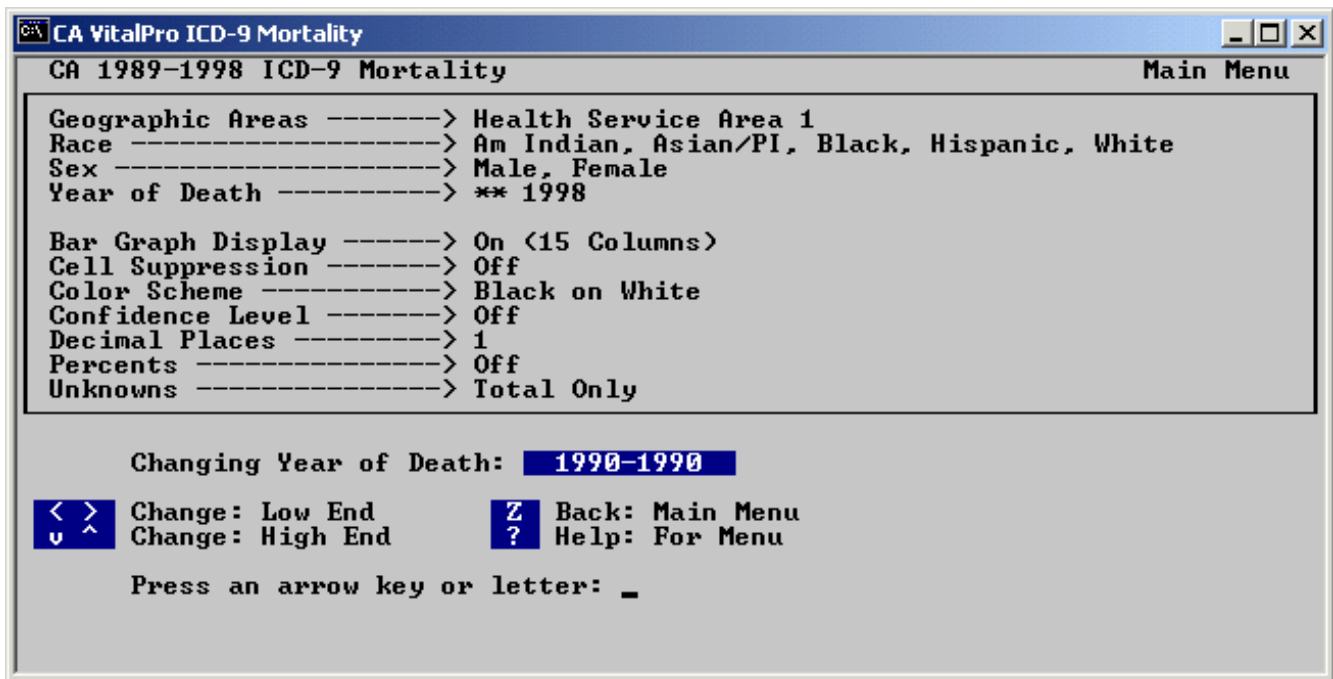 CA VitalPro ICD-9 Mortality
CA 1989-1998 ICD-9 Mortality Main Menu
Geographic Areas -------> Health Service Area 1
Race -------------------> Am Indian, Asian/PI, Black, Hispanic, White
Sex --------------------> Male, Female
Year of Death ----------> ** 1998
Bar Graph Display ------> On (15 Columns)
Cell Suppression -------> Off
Color Scheme -----------> Black on White
Confidence Level -------> Off
Decimal Places ---------> 1
Percents ---------------> Off
Unknowns ---------------> Total Only
Changing Year of Death: 1990-1990
< > Change: Low End Z Back: Main Menu
v ^ Change: High End ? Help: For Menu
Press an arrow key or letter: _